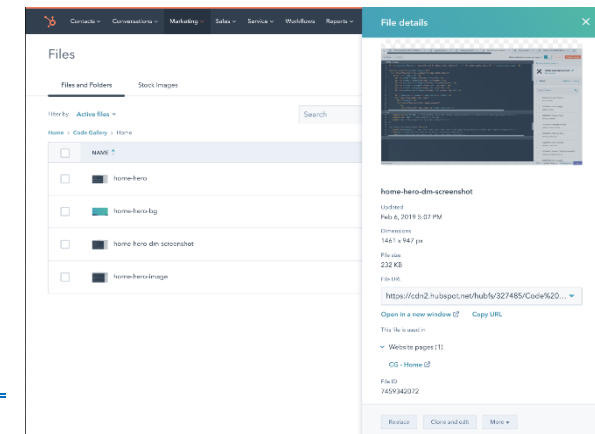 Contacts Conversations Marketing Sales Service Workflows Reports
File details
Files
Files and Folders Stock Images
Filter by: Active files
Search
Home > Code Gallery > Home
NAME
home-hero
home-hero-bg
home-hero-dm-screenshot
home-hero-image
home-hero-dm-screenshot
Updated
Feb 6, 2019 5:07 PM
Dimensions
1461 x 947 px
File size
232 KB
File URL
https://cdn2.hubspot.net/hubfs/327485/Code%20...
Open in a new window Copy URL
This file is used in
Website pages (1)
CG - Home
File ID
7459342072
Replace Clone and edit More